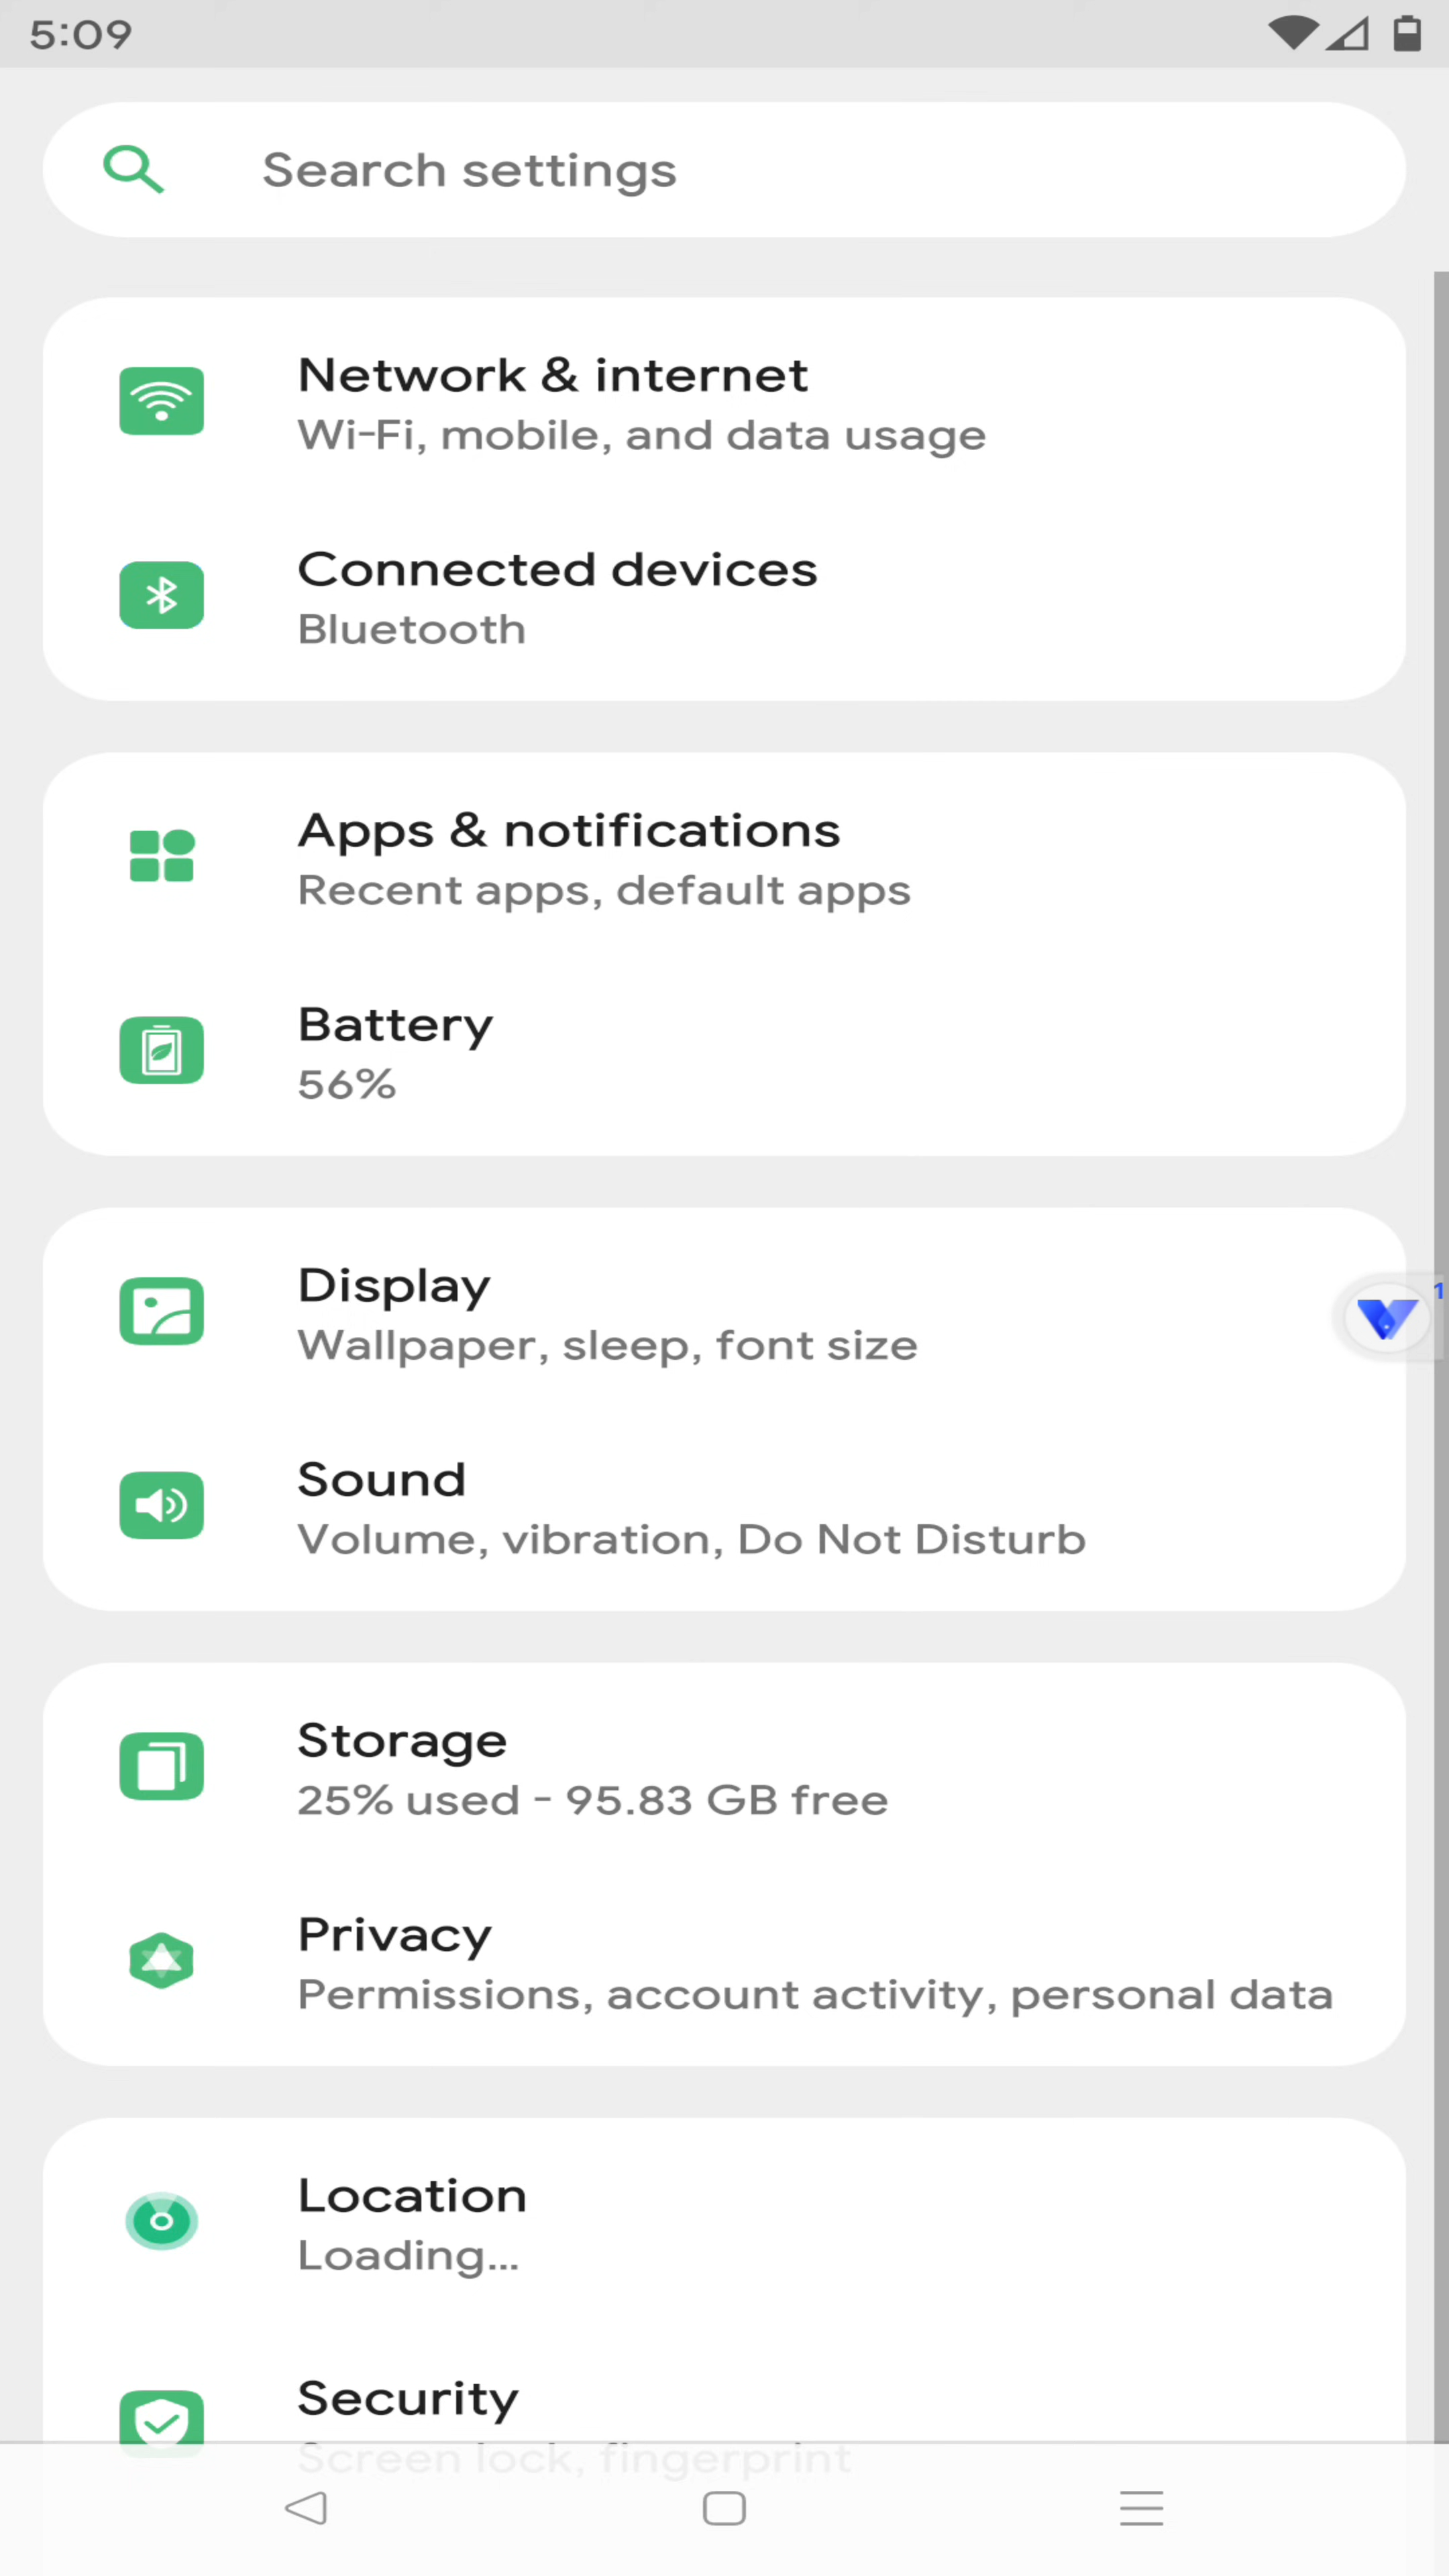 5:09
Search settings
Network & internet
Wi-Fi, mobile, and data usage
Connected devices
Bluetooth
Apps & notifications
Recent apps, default apps
Battery
56%
Display
Wallpaper, sleep, font size
1
Sound
Volume, vibration, Do Not Disturb
Storage
25% used - 95.83 GB free
Privacy
Permissions, account activity, personal data
Location
Loading...
Security
Screen lock, fingerprint